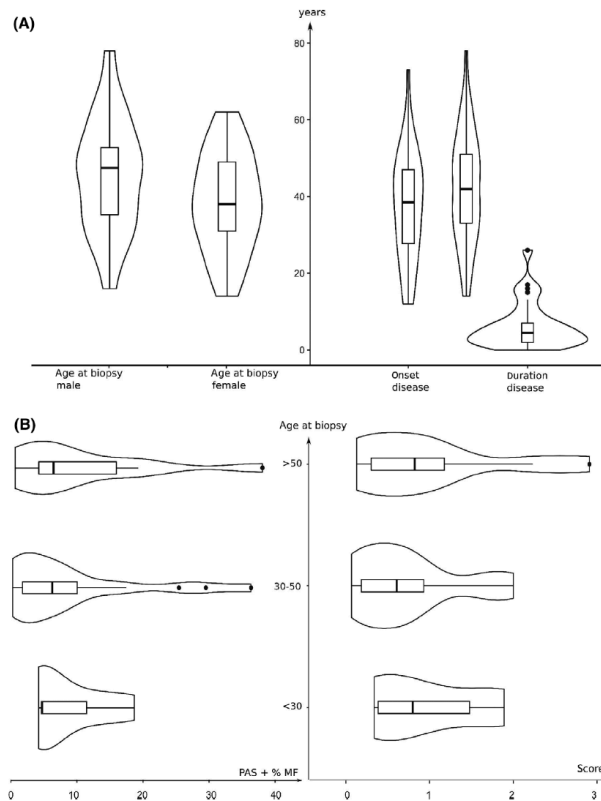 (A)
years
80
60
40
20
0
Age at biopsy
male
Age at biopsy
female
Onset
disease
Duration
disease
(B)
Age at biopsy
>50
30-50
<30
PAS + % MF
Score
0 10 20 30 40
0 1 2 3